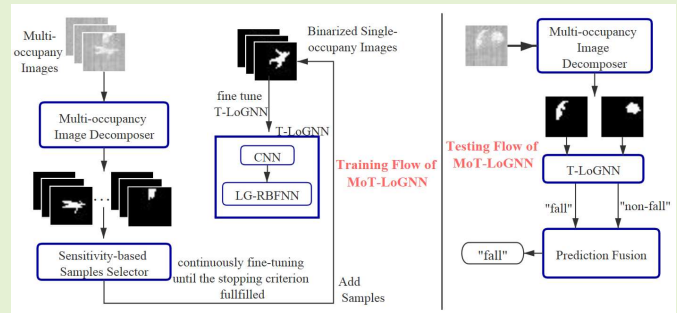 Multi-
occupany
Images
Multi-occupancy
Image Decomposer
. . .
Sensitivity-based
Samples Selector
Binarized Single-
occupany Images
fine tune
T-LoGNN
T-LoGNN
CNN
LG-RBFNN
Training Flow of
MoT-LoGNN
continuously fine-tuning
until the stopping criterion
fullfilled
Add
Samples
Multi-occupancy
Image
Decomposer
Testing Flow of
MoT-LoGNN
T-LoGNN
"fall"
"non-fall"
Prediction Fusion
"fall"